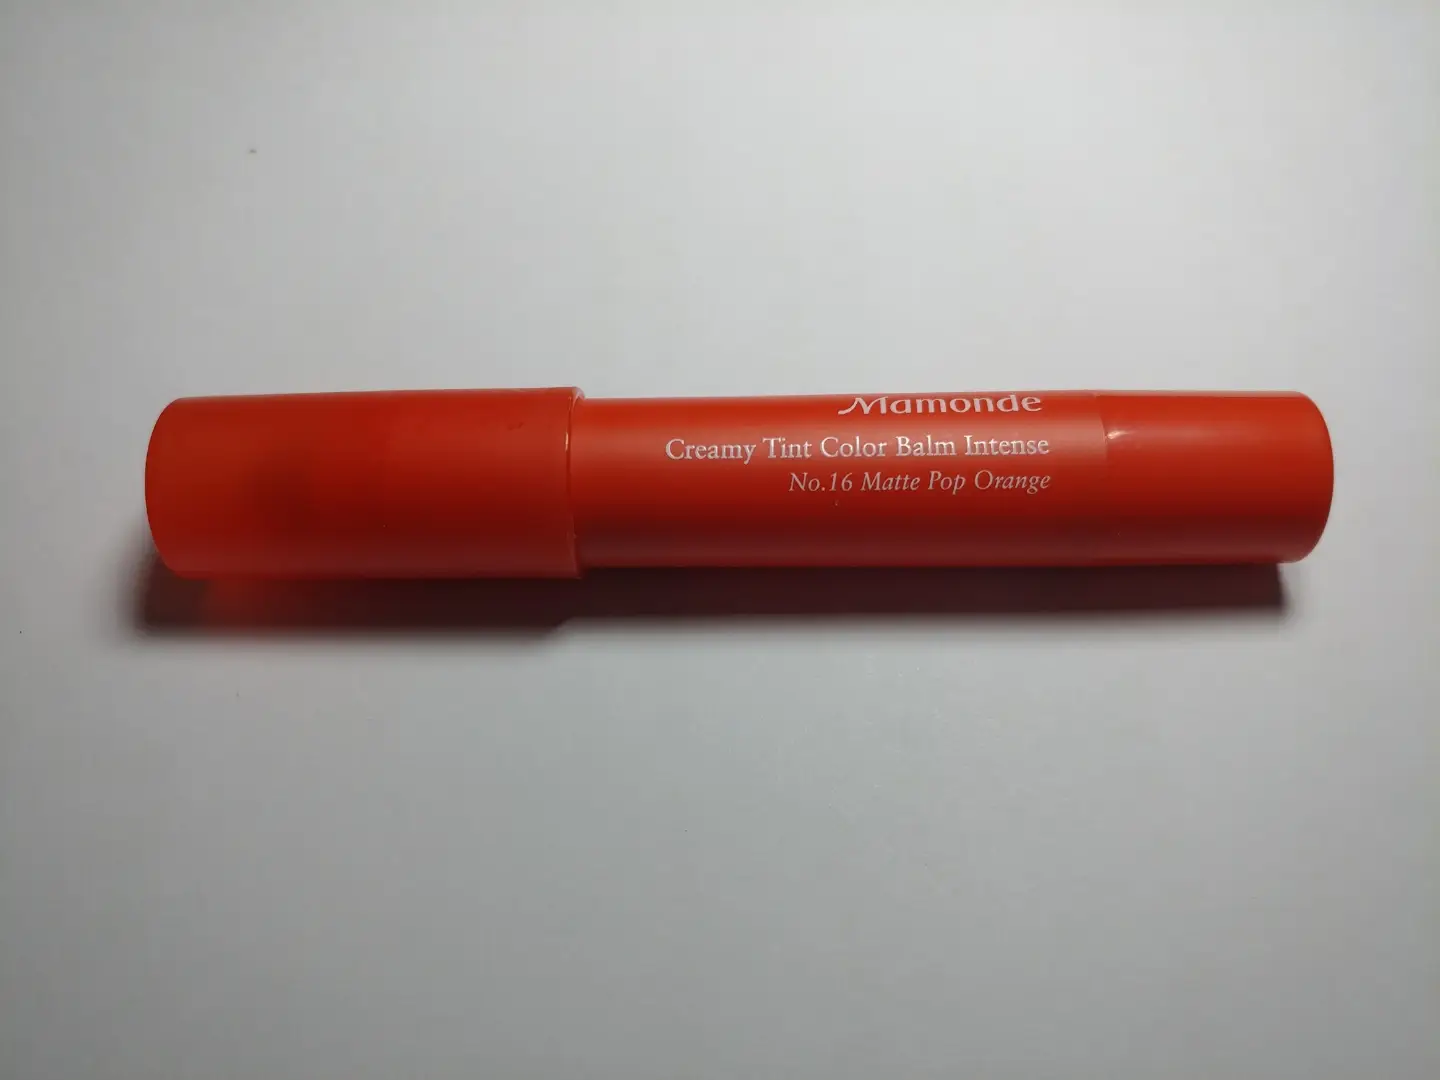 Mamonde
Creamy Tint Color Balm Intense
No.16 Matte Pop Orange